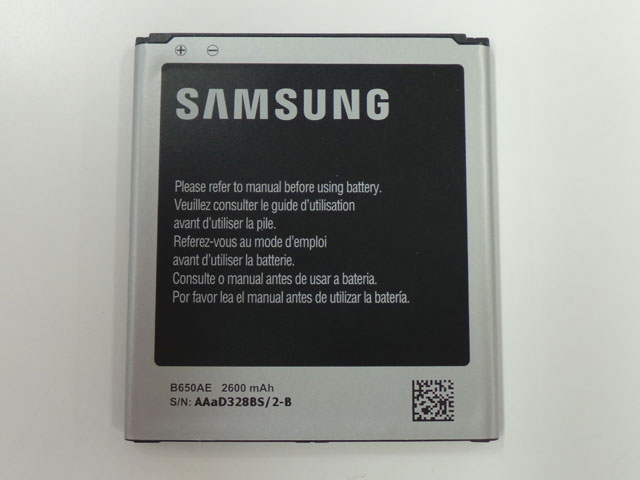 SAMSUNG
Please refer to manual before using battery.
Veuillez consulter le guide d'utilisation
avant d'utiliser la pile.
Referez-vous au mode d'emploi
avant d'utiliser la batterie.
Consulte o manual antes de usar a bateria.
Por favor lea el manual antes de utilizar la batería.
B650AE 2600 mAh
S/N: AAaD328BS/2-B